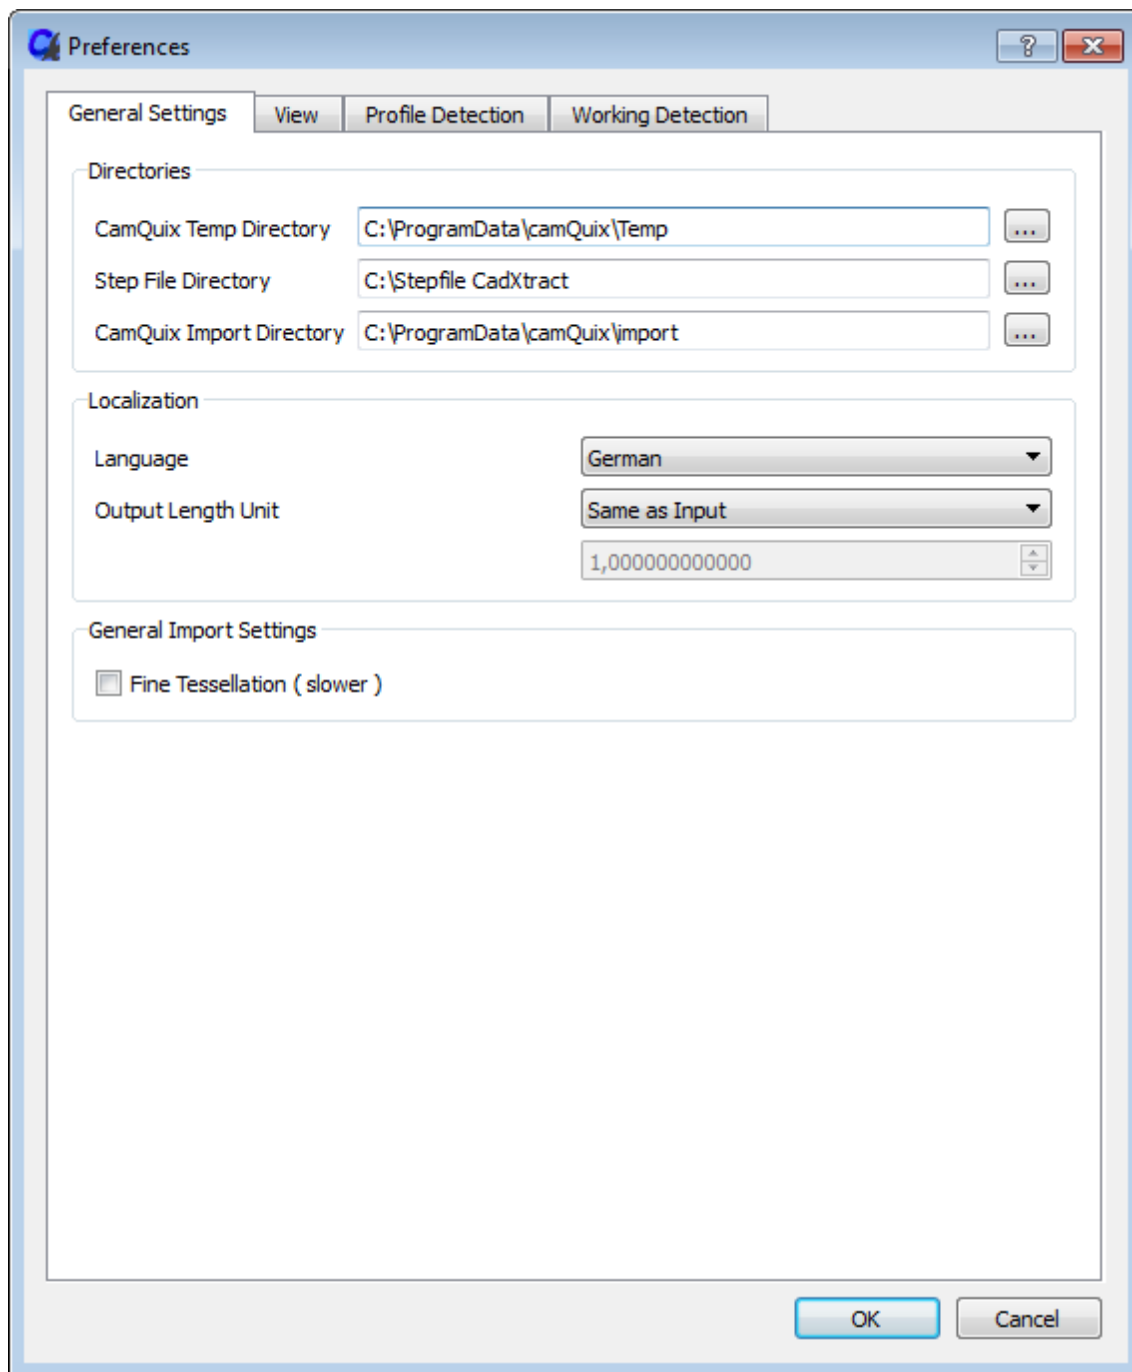 Preferences
General Settings View Profile Detection Working Detection
Directories
CamQuix Temp Directory C:\ProgramData\camQuix\Temp ...
Step File Directory C:\Stepfile CadXtract ...
CamQuix Import Directory C:\ProgramData\camQuix\import ...
Localization
Language German
Output Length Unit Same as Input
1,000000000000
General Import Settings
Fine Tessellation ( slower )
OK Cancel